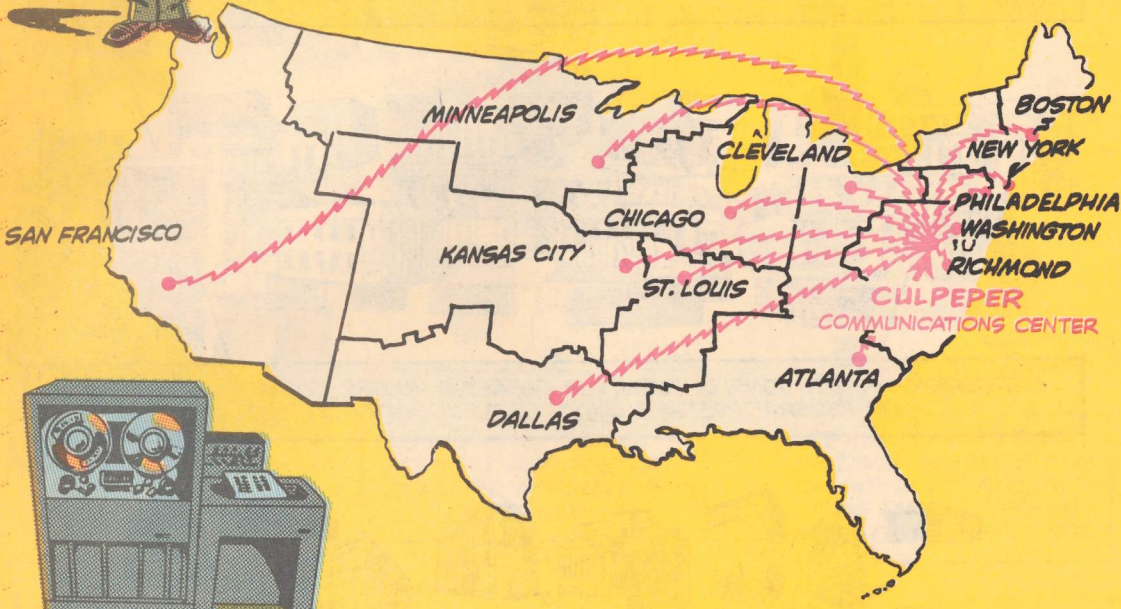 MINNEAPOLIS
BOSTON
CLEVELAND
NEW YORK
PHILADELPHIA
SAN FRANCISCO
CHICAGO
WASHINGTON
KANSAS CITY
RICHMOND
ST. LOUIS
CULPEPER
COMMUNICATIONS CENTER
ATLANTA
DALLAS